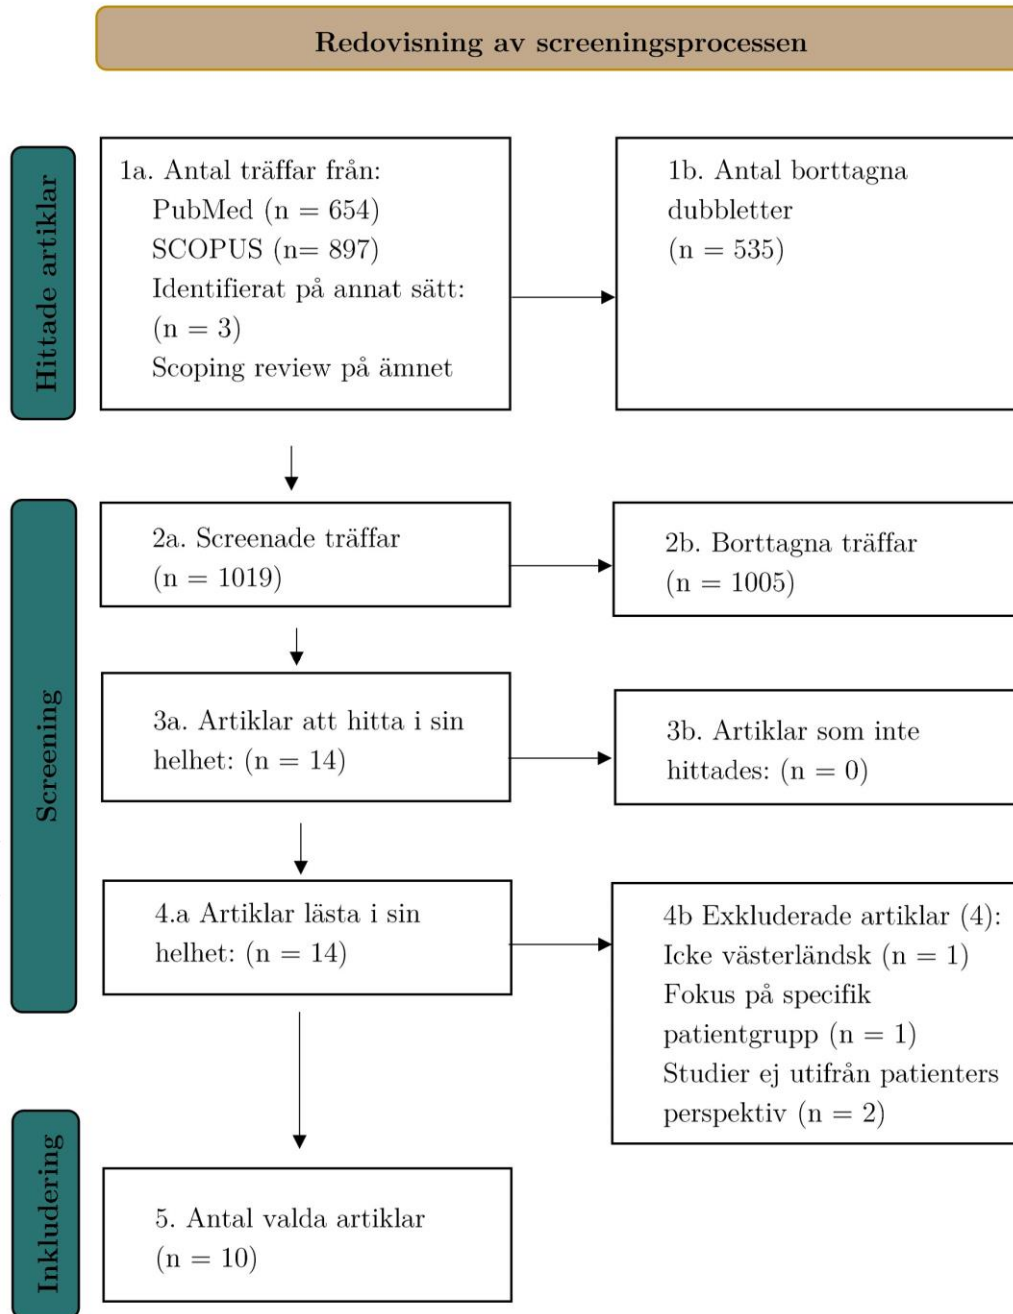 Redovisning av screeningsprocessen
Hittade artiklar
1a. Antal träffar från:
PubMed (n = 654)
SCOPUS (n= 897)
Identifierat på annat sätt:
(n = 3)
Scoping review på ämnet
1b. Antal borttagna
dubbletter
(n = 535)
Screening
2a. Screenade träffar
(n = 1019)
2b. Borttagna träffar
(n = 1005)
3a. Artiklar att hitta i sin
helhet: (n = 14)
3b. Artiklar som inte
hittades: (n = 0)
4.a Artiklar lästa i sin
helhet: (n = 14)
4b Exkluderade artiklar (4):
Icke västerländsk (n = 1)
Fokus på specifik
patientgrupp (n = 1)
Studier ej utifrån patienters
perspektiv (n = 2)
Inkludering
5. Antal valda artiklar
(n = 10)